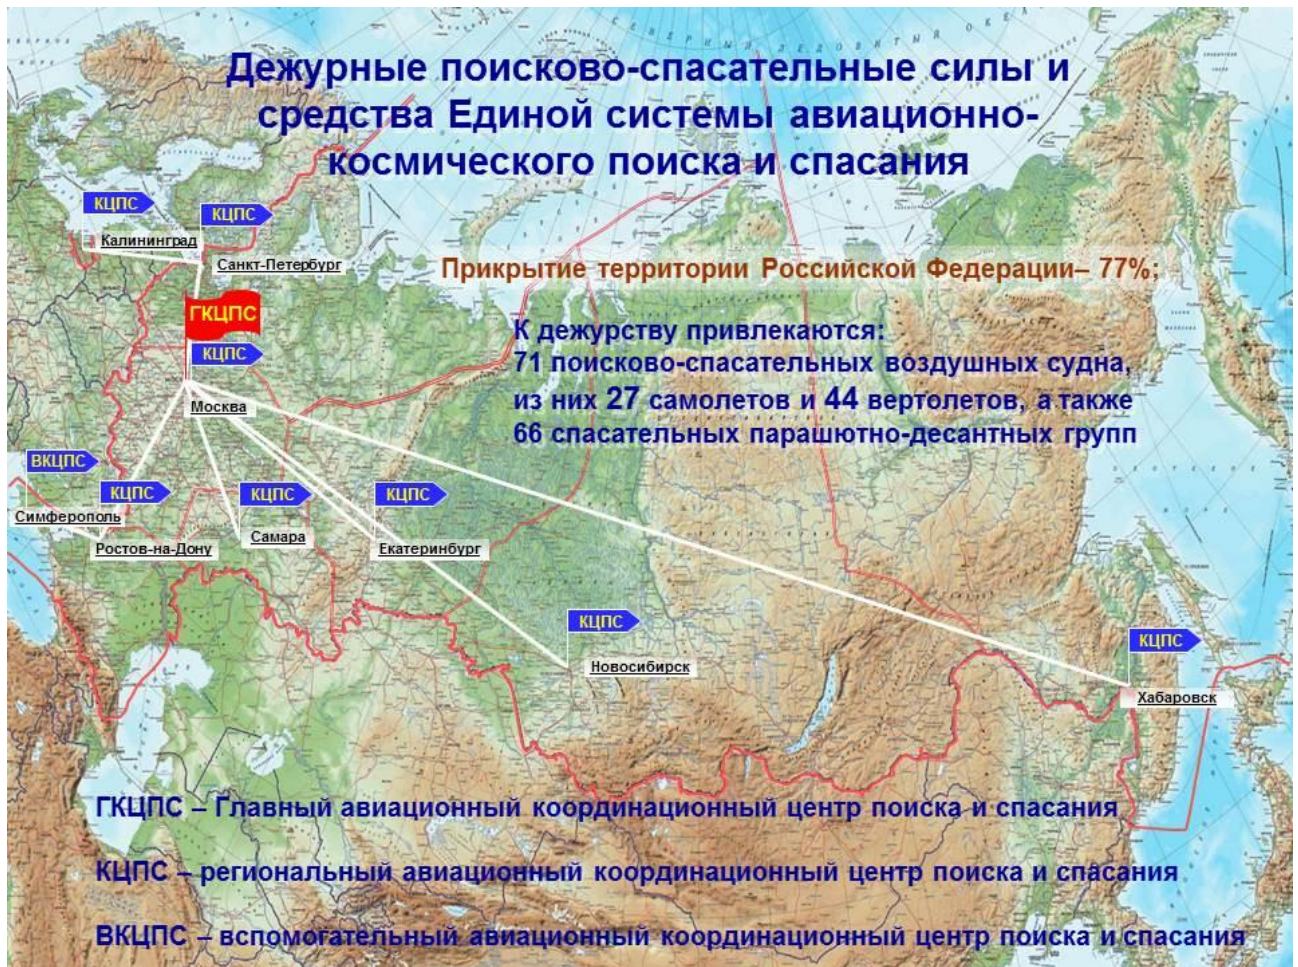 Дежурные поисково-спасательные силы и
средства Единой системы авиационно-
космического поиска и спасания
КЦПС
КЦПС
Калининград
Санкт-Петербург
Прикрытие территории Российской Федерации– 77%:
ГКЦПС
КЦПС
Москва
К дежурству привлекаются:
71 поисково-спасательных воздушных судна,
из них 27 самолетов и 44 вертолетов, а также
66 спасательных парашютно-десантных групп
ВКЦПС
КЦПС
КЦПС
КЦПС
Симферополь
Ростов-на-Дону
Самара
Екатеринбург
КЦПС
Новосибирск
КЦПС
Хабаровск
ГКЦПС – Главный авиационный координационный центр поиска и спасания
КЦПС – региональный авиационный координационный центр поиска и спасания
ВКЦПС – вспомогательный авиационный координационный центр поиска и спасания